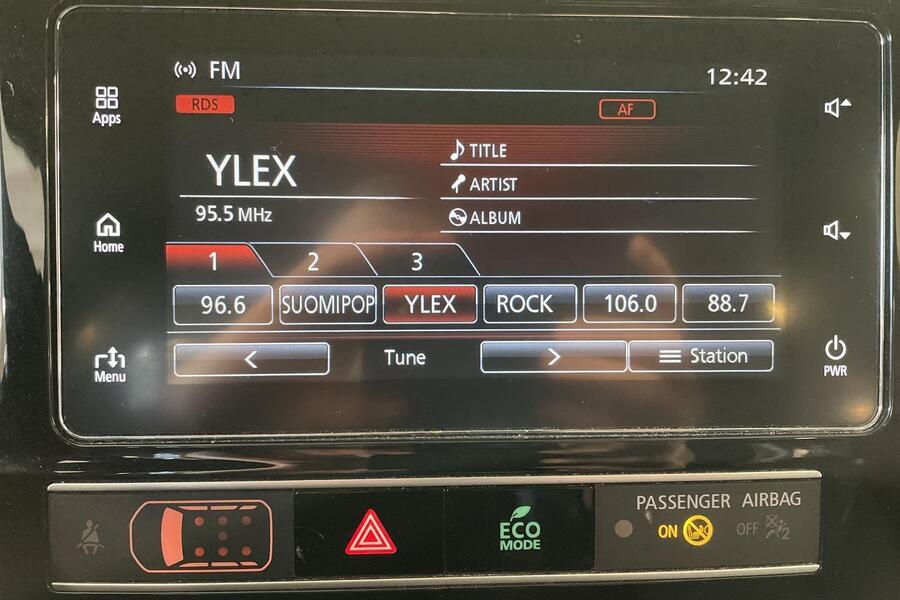 FM
12:42
Apps
RDS
AF
YLEX
TITLE
ARTIST
95.5 MHz
ALBUM
Home
1 2 3
96.6 SUOMIPOP YLEX ROCK 106.0 88.7
< Tune > Station
Menu
PWR
PASSENGER AIRBAG
ECO
MODE
ON OFF
2